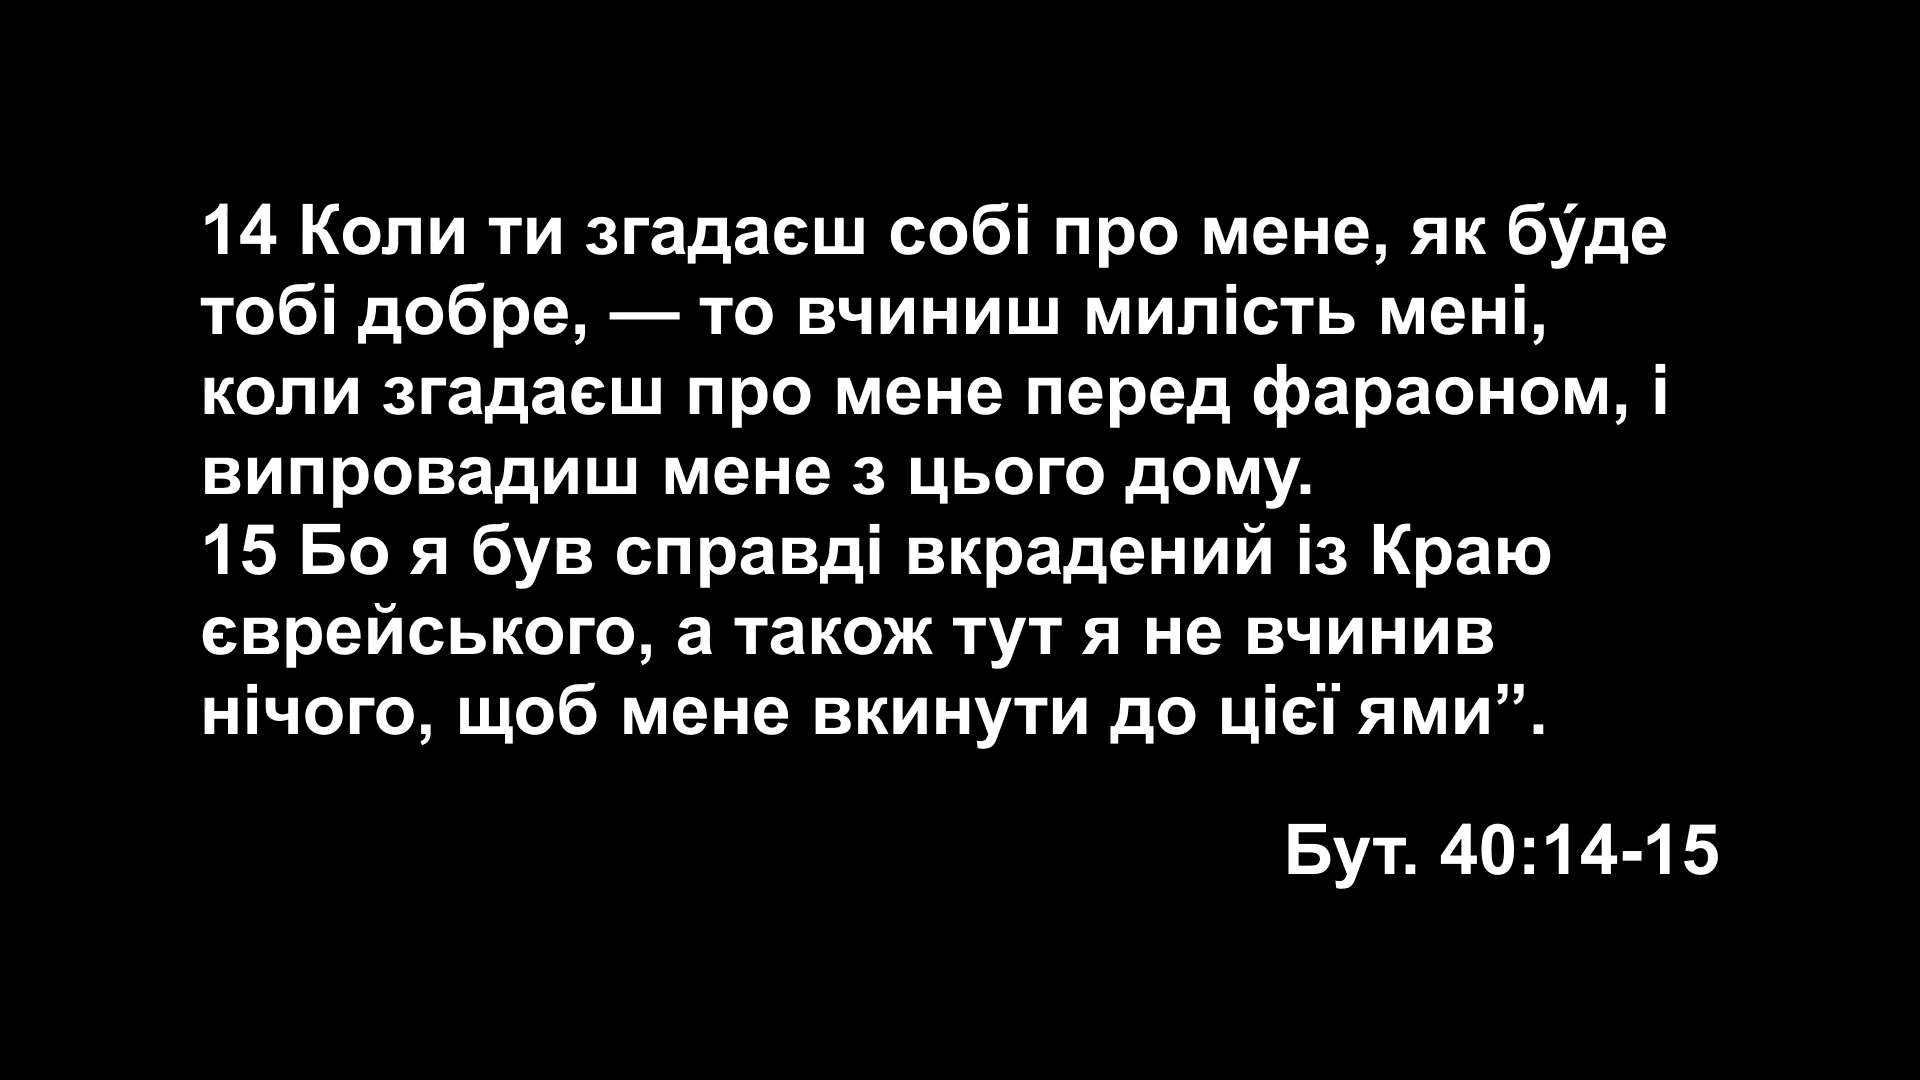 14 Коли ти згадаєш собі про мене, як бу́де
тобі добре, — то вчиниш милість мені,
коли згадаєш про мене перед фараоном, і
випровадиш мене з цього дому.
15 Бо я був справді вкрадений із Краю
єврейського, а також тут я не вчинив
нічого, щоб мене вкинути до цієї ями”.
Бут. 40:14-15